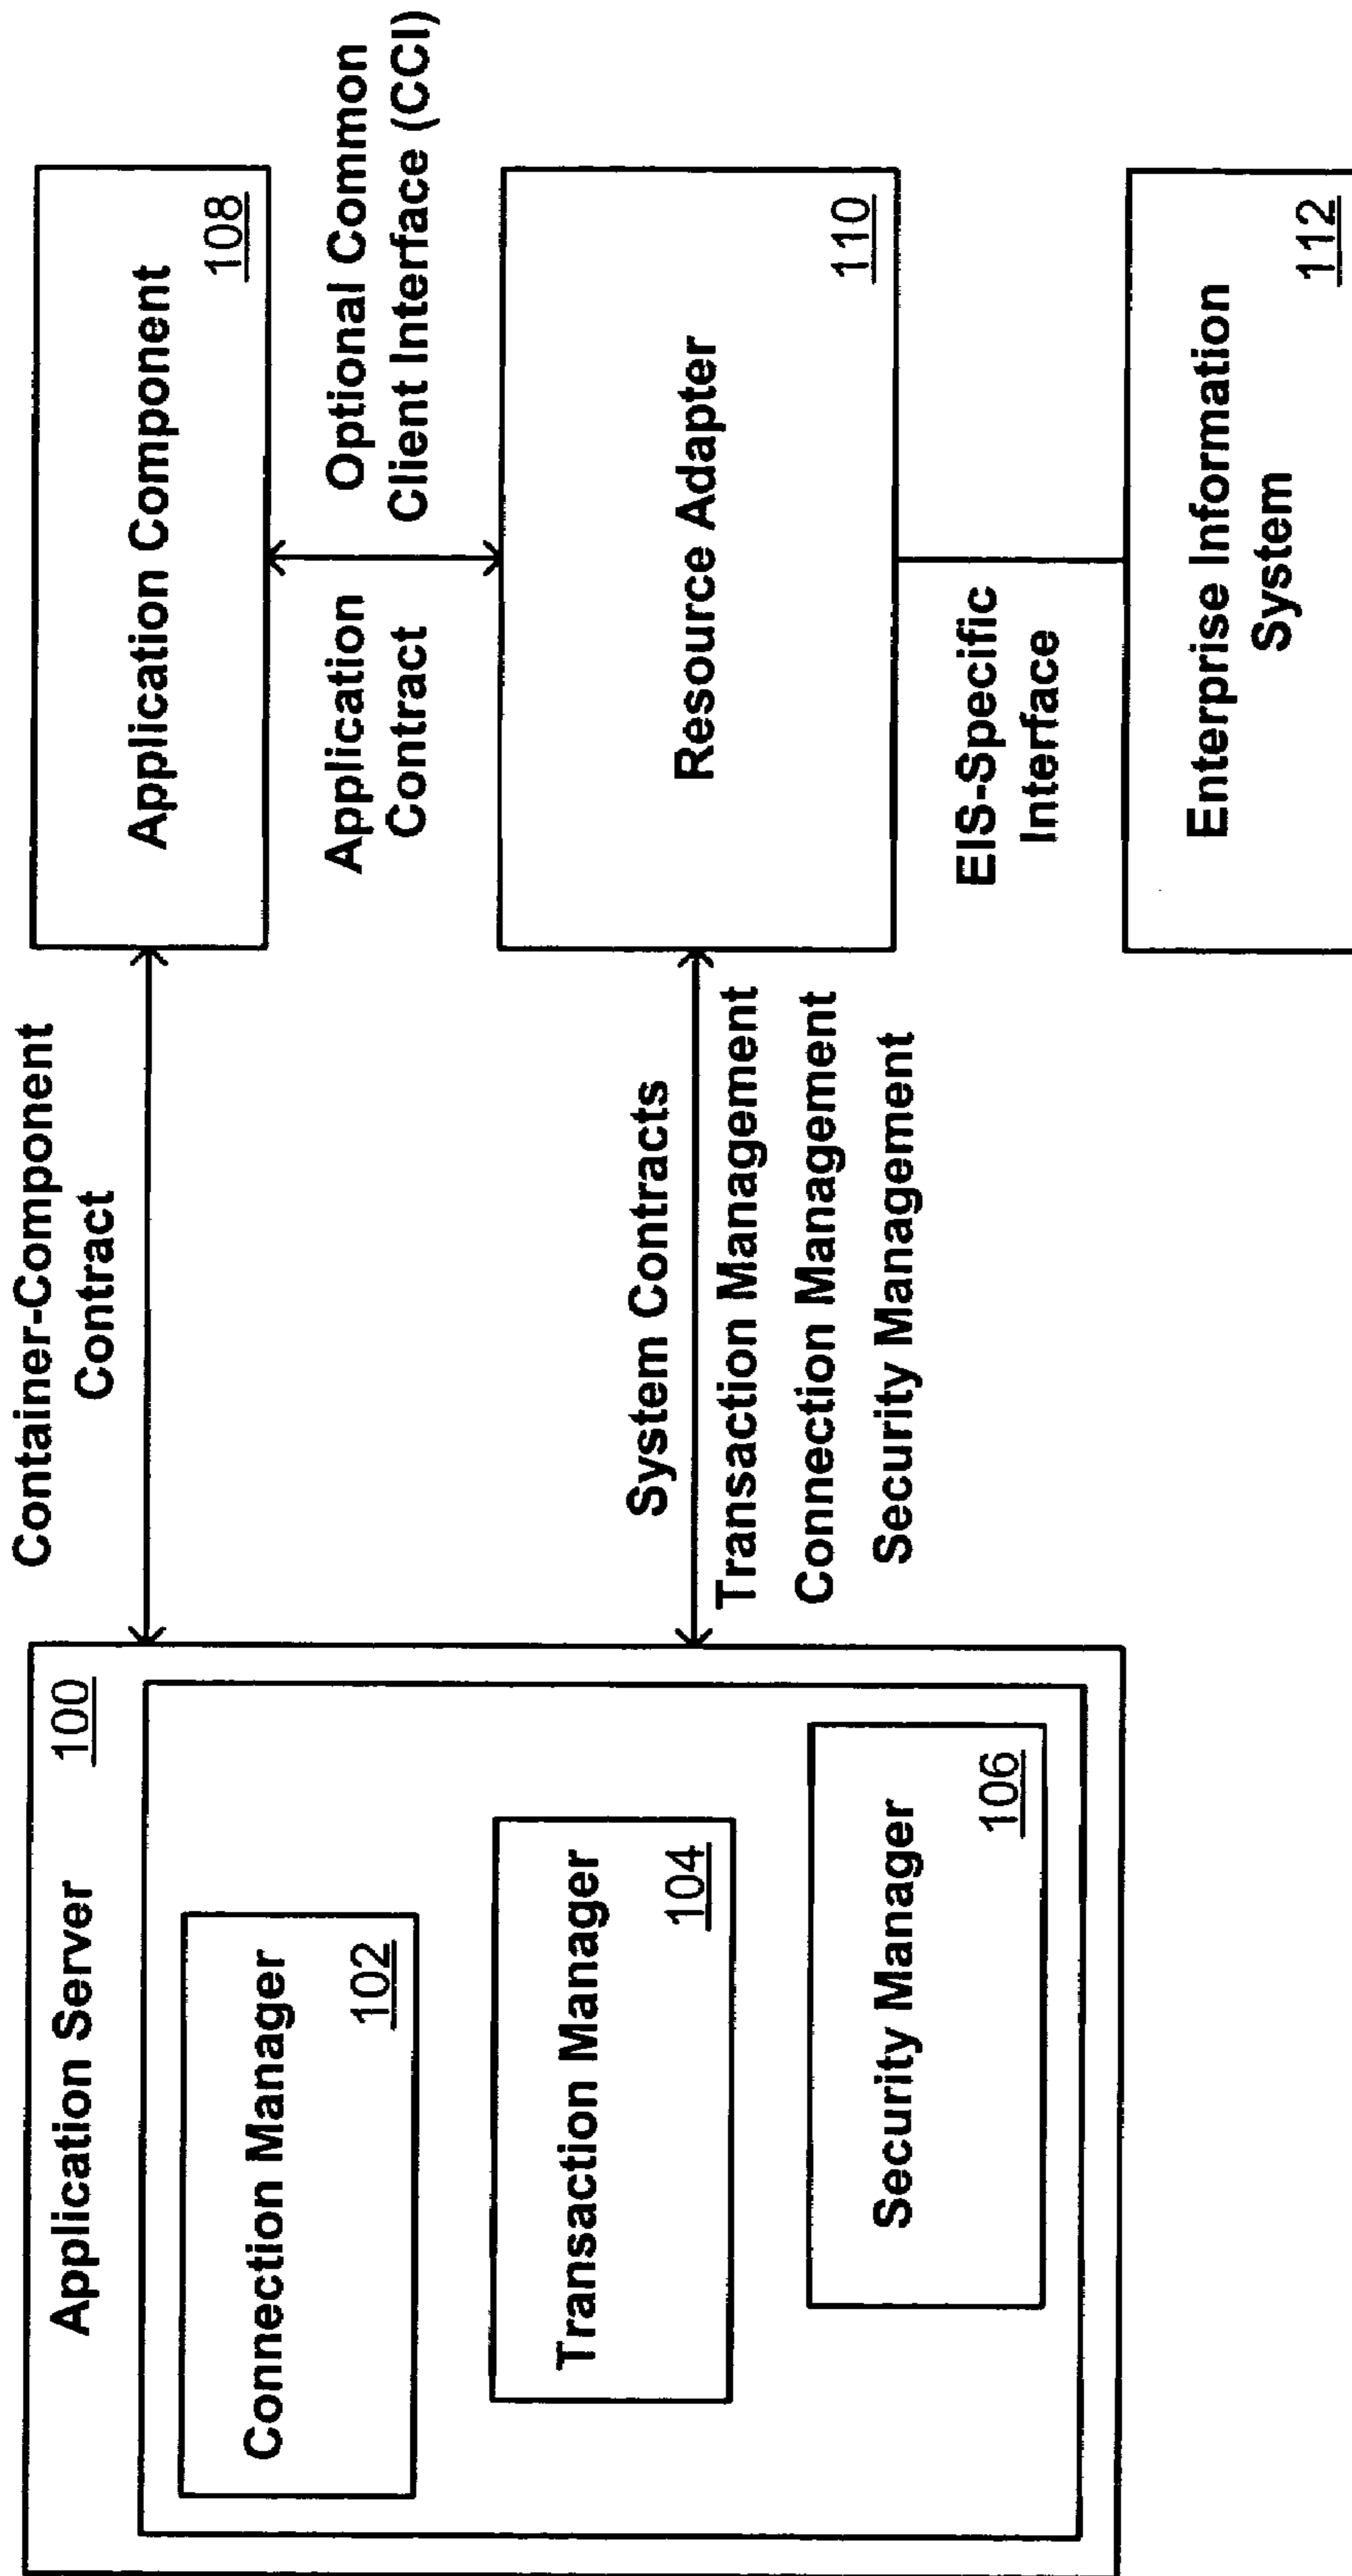 Application Server
100
Connection Manager
102
Transaction Manager
104
Security Manager
106
Container-Component
Contract
System Contracts
Transaction Management
Connection Management
Security Management
Application Component
108
Application
Contract
Optional Common
Client Interface (CCI)
Resource Adapter
110
EIS-Specific
Interface
Enterprise Information
System
112